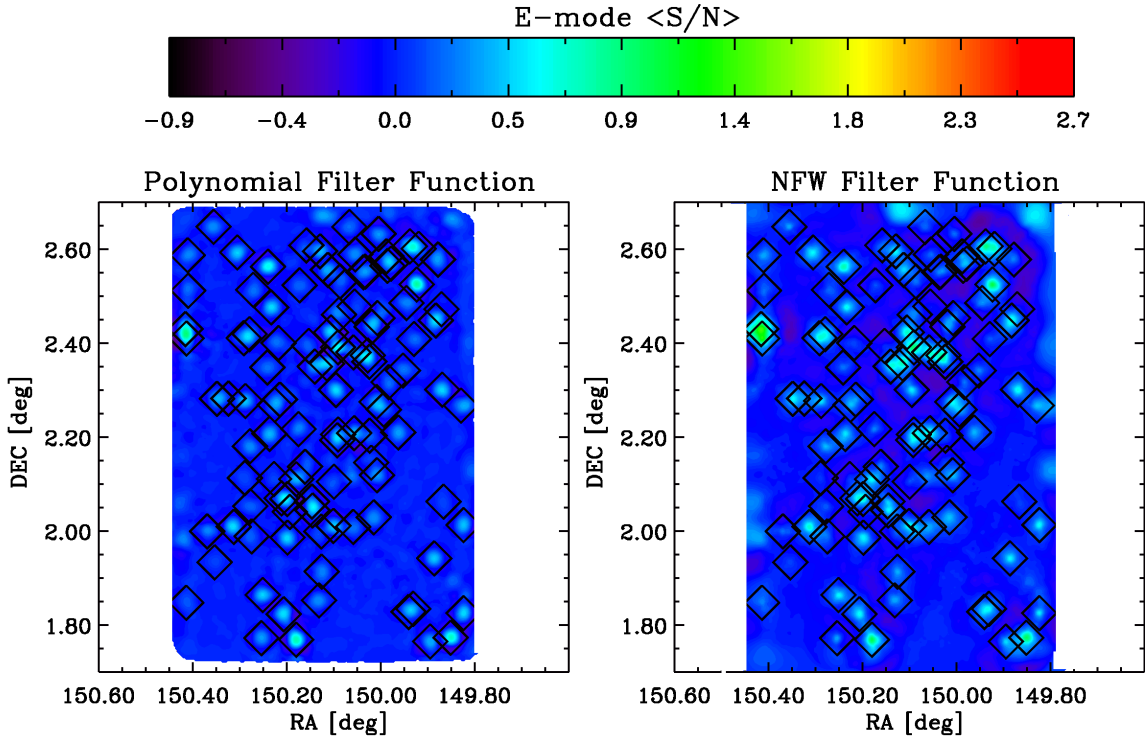 E-mode <S/N>
−0.9 −0.4 0.0 0.5 0.9 1.4 1.8 2.3 2.7
Polynomial Filter Function
2.60
2.40
2.20
2.00
1.80
DEC [deg]
150.60 150.40 150.20 150.00 149.80
RA [deg]
NFW Filter Function
2.60
2.40
2.20
2.00
1.80
DEC [deg]
150.60 150.40 150.20 150.00 149.80
RA [deg]